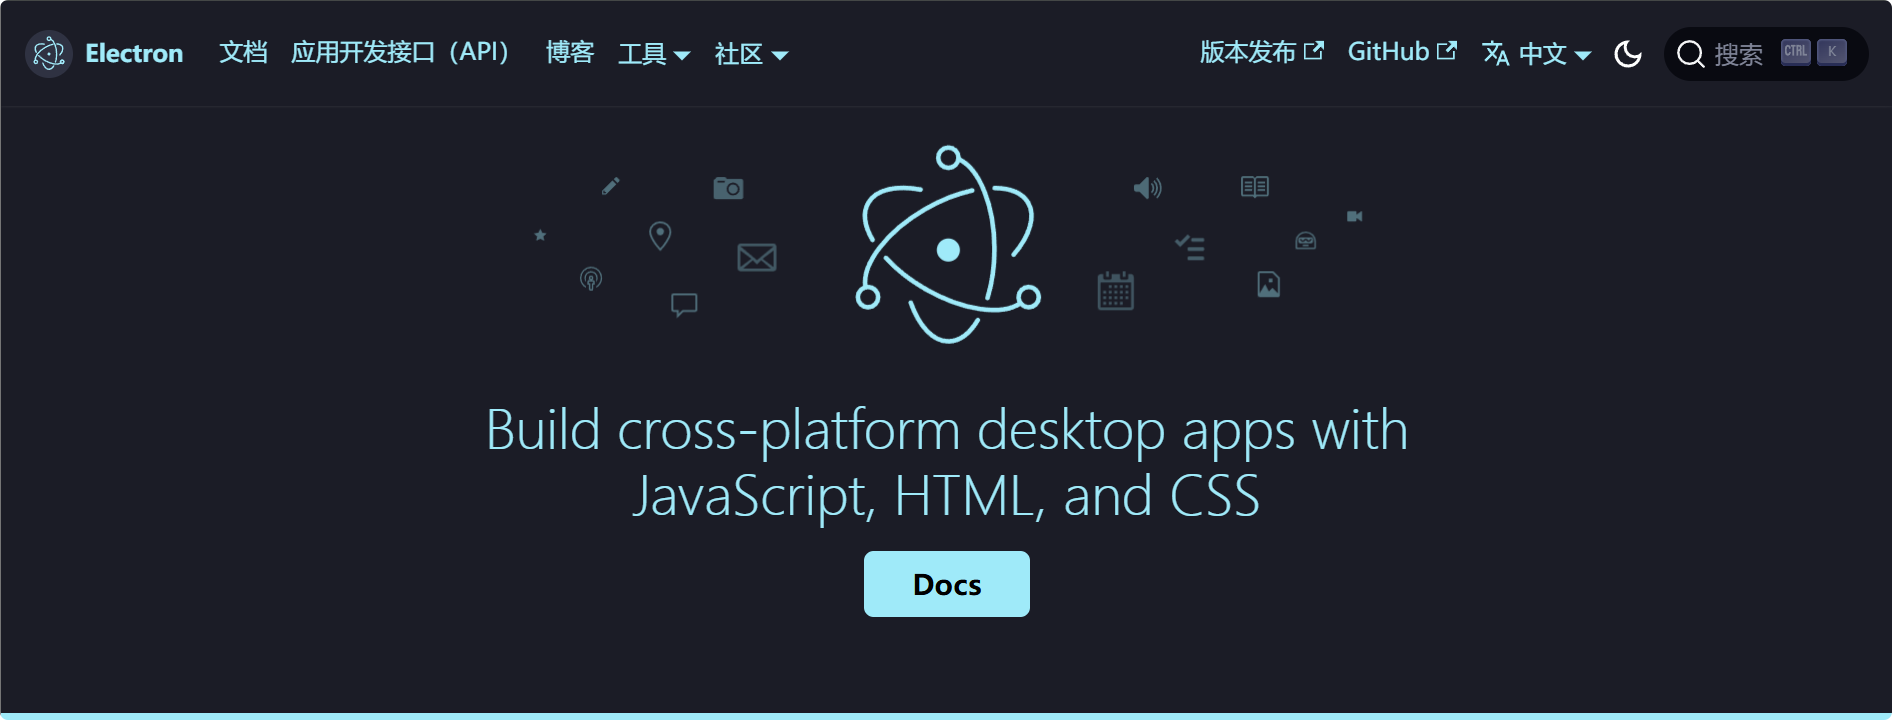 Electron 文档 应用开发接口（API） 博客 工具 社区 版本发布 GitHub 中文 搜索 CTRL K
Build cross-platform desktop apps with
JavaScript, HTML, and CSS
Docs